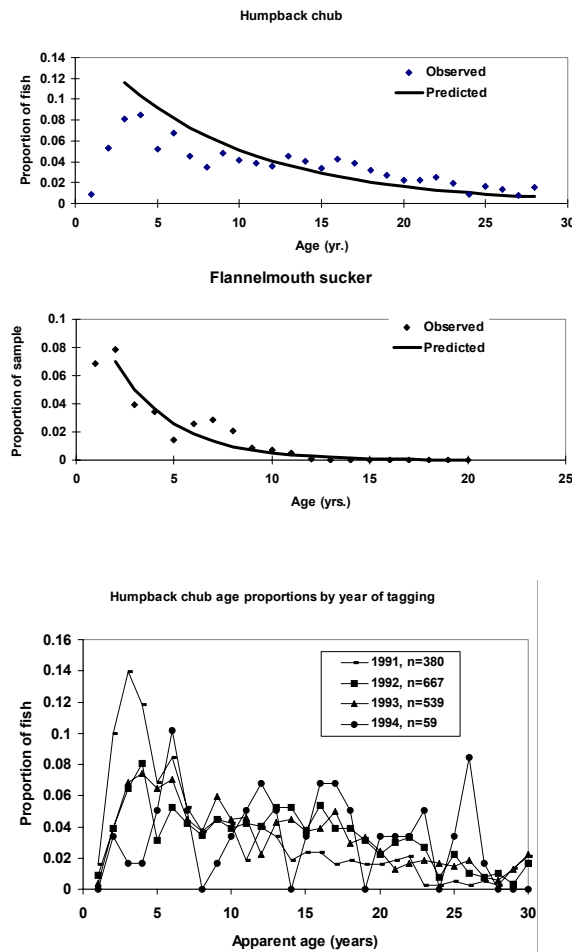 Humpback chub
0.14
0.12
0.1
0.08
0.06
0.04
0.02
0
Proportion of fish
Observed
Predicted
0 5 10 15 20 25 30
Age (yr.)
Flannelmouth sucker
0.1
0.08
0.06
0.04
0.02
0
Proportion of sample
Observed
Predicted
0 5 10 15 20 25
Age (yrs.)
Humpback chub age proportions by year of tagging
0.16
0.14
0.12
0.1
0.08
0.06
0.04
0.02
0
Proportion of fish
1991, n=380
1992, n=667
1993, n=539
1994, n=59
0 5 10 15 20 25 30
Apparent age (years)